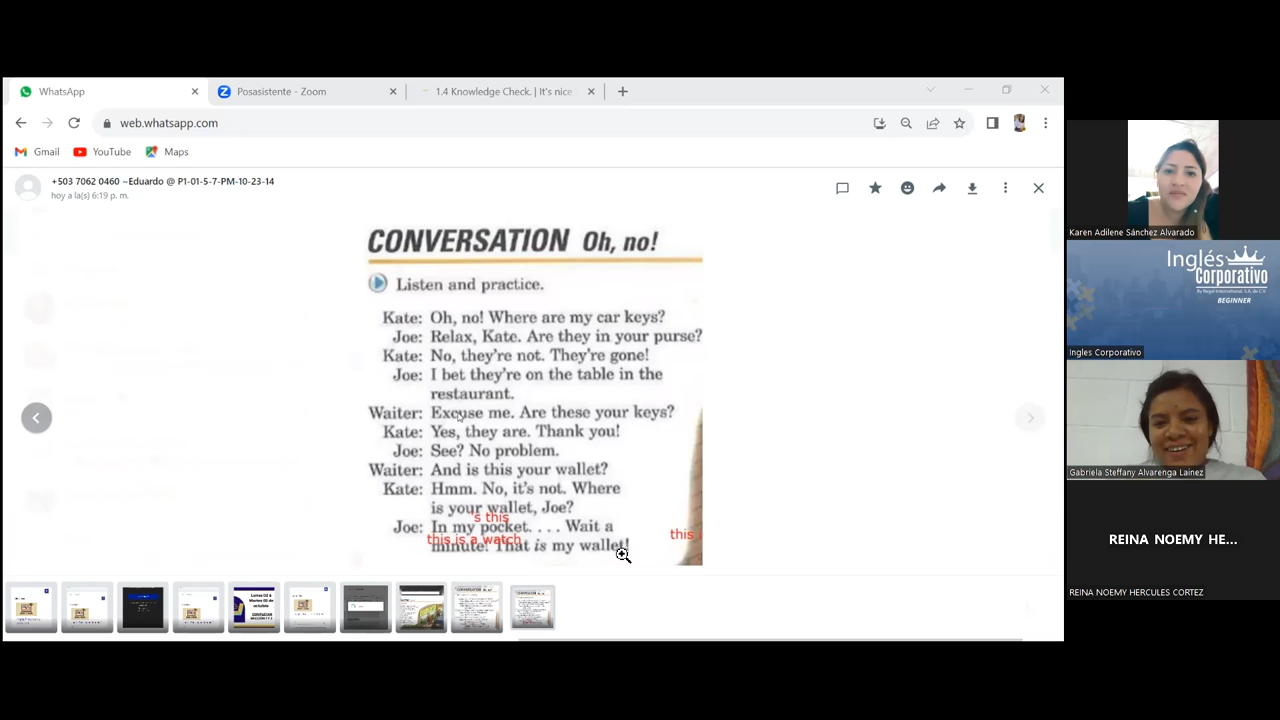 WhatsApp
Posasistente - Zoom
1.4 Knowledge Check. | It's nice
web.whatsapp.com
Gmail
YouTube
Maps
+503 7062 0460 ~Eduardo @ P1-01-5-7-PM-10-23-14
hoy a la(s) 6:19 p. m.
CONVERSATION Oh, no!
Listen and practice.
Kate: Oh, no! Where are my car keys?
Joe: Relax, Kate. Are they in your purse?
Kate: No, they're not. They're gone!
Joe: I bet they're on the table in the
restaurant.
Waiter: Excuse me. Are these your keys?
Kate: Yes, they are. Thank you!
Joe: See? No problem.
Waiter: And is this your wallet?
Kate: Hmm. No, it's not. Where
is your wallet, Joe?
's this
Joe: In my pocket. . . . Wait a
this i
this is a watch
minute! That is my wallet!
Karen Adilene Sánchez Alvarado
Inglés
Corporativo
BEGINNER
Ingles Corporativo
Gabriela Steffany Alvarenga Lainez
REINA NOEMY HE...
REINA NOEMY HERCULES CORTEZ